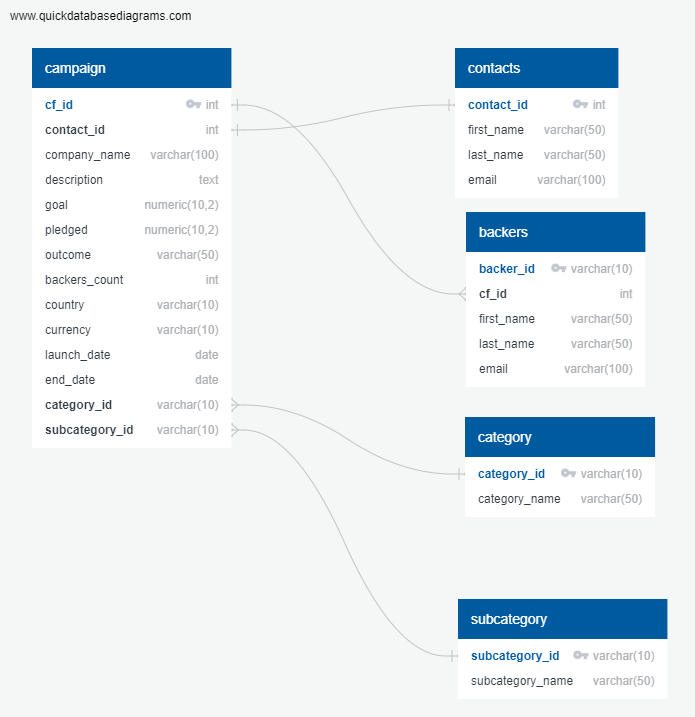 www.quickdatabasediagrams.com
campaign
cf_id int
contact_id int
company_name varchar(100)
description text
goal numeric(10,2)
pledged numeric(10,2)
outcome varchar(50)
backers_count int
country varchar(10)
currency varchar(10)
launch_date date
end_date date
category_id varchar(10)
subcategory_id varchar(10)
contacts
contact_id int
first_name varchar(50)
last_name varchar(50)
email varchar(100)
backers
backer_id varchar(10)
cf_id int
first_name varchar(50)
last_name varchar(50)
email varchar(100)
category
category_id varchar(10)
category_name varchar(50)
subcategory
subcategory_id varchar(10)
subcategory_name varchar(50)